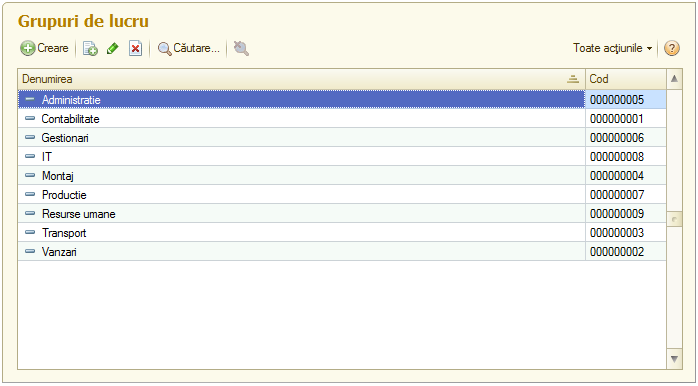 Grupuri de lucru
Creare Căutare... Toate acțiunile ?
Denumirea Cod
Administratie 000000005
Contabilitate 000000001
Gestionari 000000006
IT 000000008
Montaj 000000004
Productie 000000007
Resurse umane 000000009
Transport 000000003
Vanzari 000000002